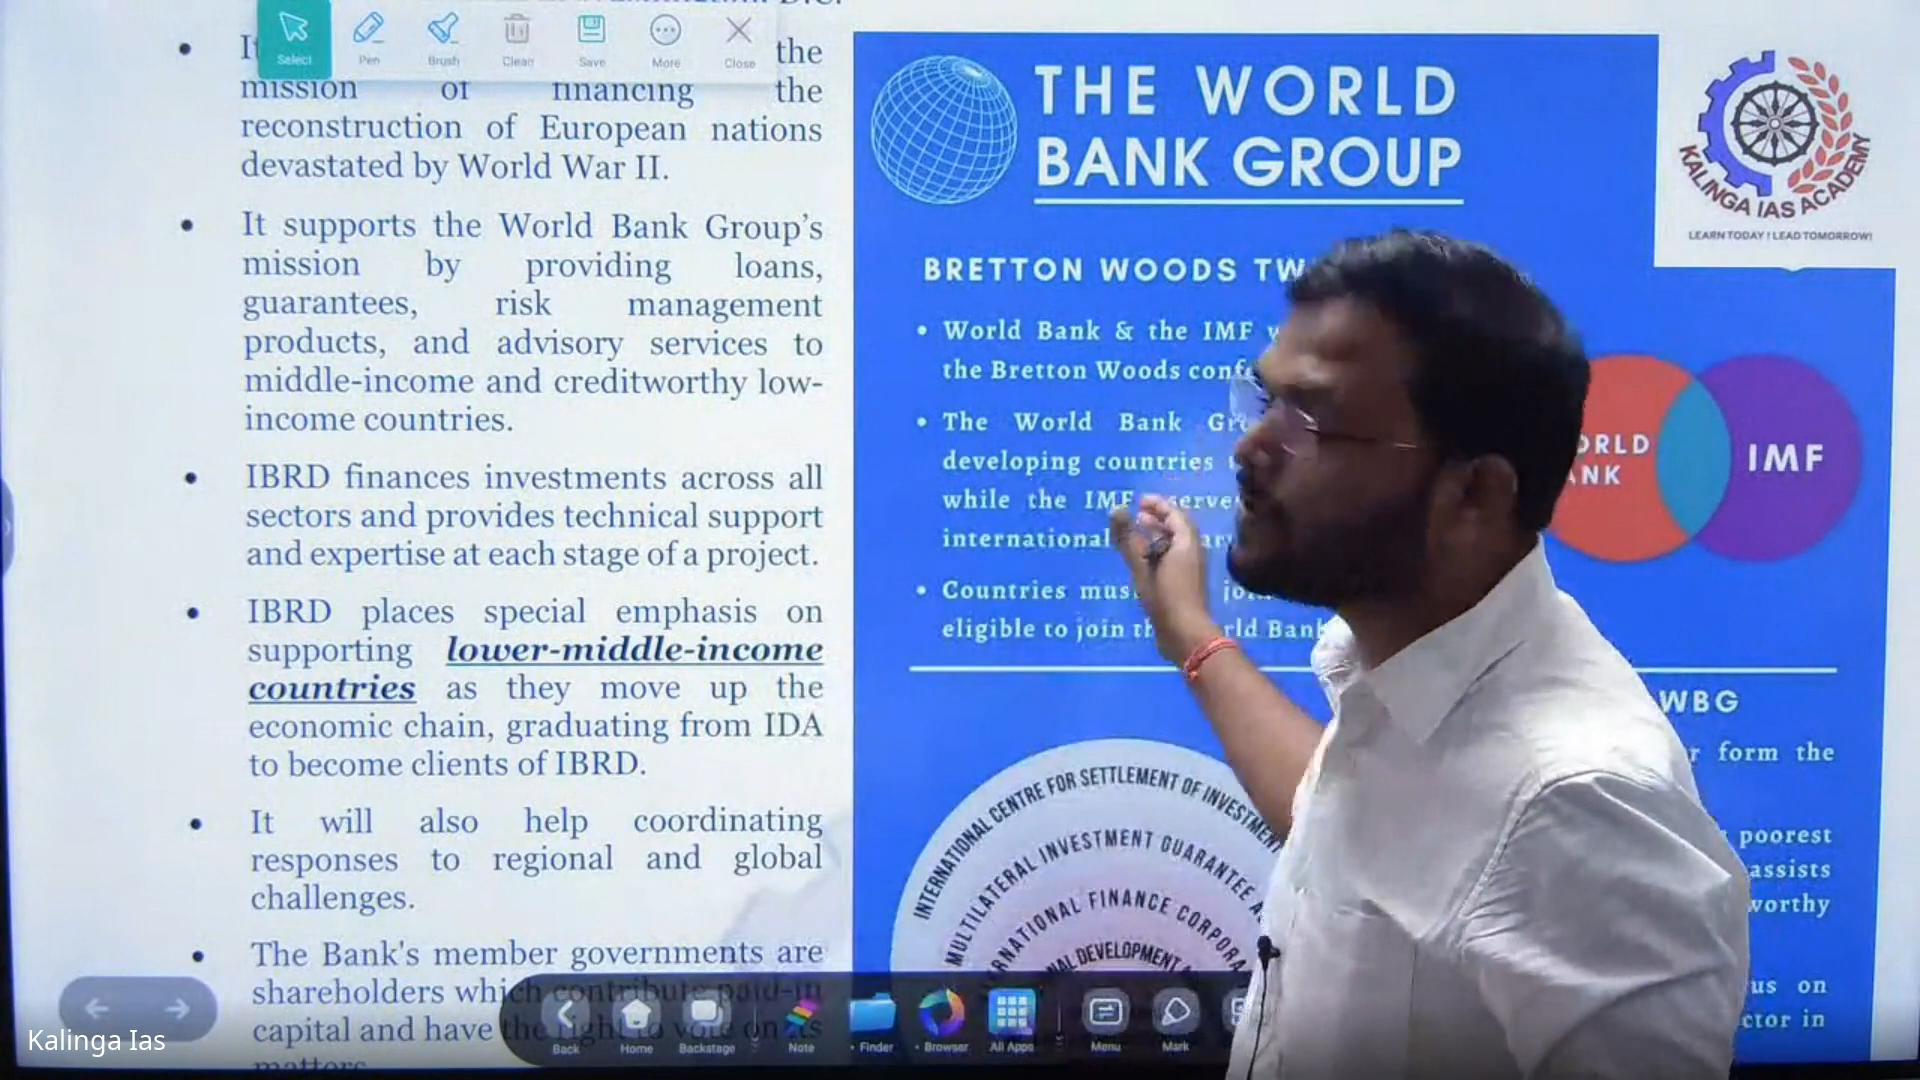 Select
Pen
Brush
Clean
Save
More
Close
the
mission of financing the
reconstruction of European nations
devastated by World War II.
It supports the World Bank Group's
mission by providing loans,
guarantees, risk management
products, and advisory services to
middle-income and creditworthy low-
income countries.
IBRD finances investments across all
sectors and provides technical support
and expertise at each stage of a project.
IBRD places special emphasis on
supporting lower-middle-income
countries as they move up the
economic chain, graduating from IDA
to become clients of IBRD.
It will also help coordinating
responses to regional and global
challenges.
The Bank's member governments are
shareholders which contribute paid-in
capital and have the right to vote on its
matters.
THE WORLD
BANK GROUP
BRETTON WOODS
World Bank & the IMF
the Bretton Woods
The World Bank
developing countries
while the IMF serve
international
Countries
eligible to join Bank
IMF
WBG
form the
poorest
assists
us on
in
INTERNATIONAL CENTRE FOR SETTLEMENT OF INVESTMENT
MULTILATERAL INVESTMENT GUARANTEE
FINANCE
DEVELOPMENT
KALINGA IAS ACADEMY
LEARN TODAY ! LEAD TOMORROW!
Back
Home
Backstage
Note
Finder
Browser
All Apps
Menu
Mark
Kalinga Ias